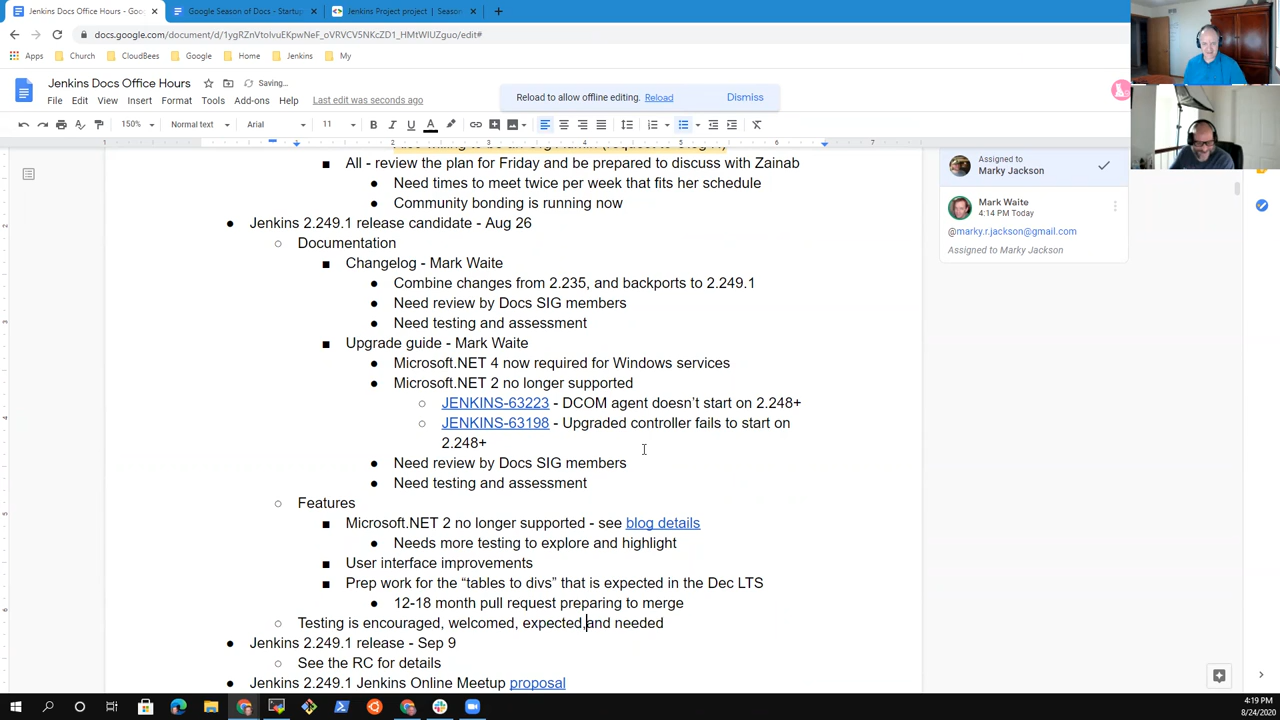 Jenkins Docs Office Hours - Goo
Google Season of Docs - Startup
Jenkins Project project | Season
docs.google.com/document/d/1ygRZnVtoIvuEKpwNeF_oVRVCV5NKcZD1_HMtWIUZguo/edit#
Apps Church CloudBees Google Home Jenkins My
Jenkins Docs Office Hours
Saving...
File Edit View Insert Format Tools Add-ons Help Last edit was seconds ago
Reload to allow offline editing. Reload Dismiss
150% Normal text Arial 11 B I U A
1 2 3 4 5 6 7
■ All - review the plan for Friday and be prepared to discuss with Zainab
● Need times to meet twice per week that fits her schedule
● Community bonding is running now
● Jenkins 2.249.1 release candidate - Aug 26
○ Documentation
■ Changelog - Mark Waite
● Combine changes from 2.235, and backports to 2.249.1
● Need review by Docs SIG members
● Need testing and assessment
■ Upgrade guide - Mark Waite
● Microsoft.NET 4 now required for Windows services
● Microsoft.NET 2 no longer supported
○ JENKINS-63223 - DCOM agent doesn't start on 2.248+
○ JENKINS-63198 - Upgraded controller fails to start on
2.248+
● Need review by Docs SIG members
● Need testing and assessment
○ Features
■ Microsoft.NET 2 no longer supported - see blog details
● Needs more testing to explore and highlight
■ User interface improvements
■ Prep work for the “tables to divs” that is expected in the Dec LTS
● 12-18 month pull request preparing to merge
○ Testing is encouraged, welcomed, expected,and needed
● Jenkins 2.249.1 release - Sep 9
○ See the RC for details
● Jenkins 2.249.1 Jenkins Online Meetup proposal
Assigned to
Marky Jackson
Mark Waite
4:14 PM Today
@marky.r.jackson@gmail.com
Assigned to Marky Jackson
4:19 PM
8/24/2020